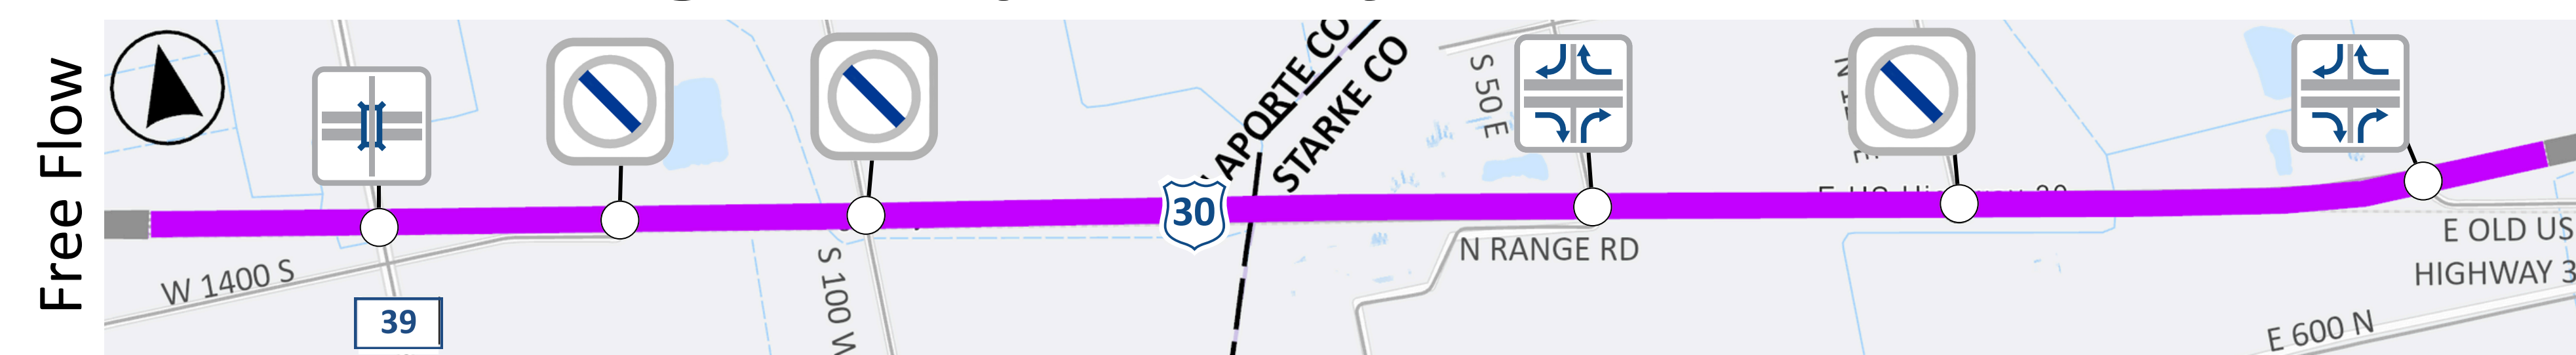 Free Flow
LAPORTE CO
STARKE CO
S 50 E
30
W 1400 S
39
S 100 W
N RANGE RD
E OLD US
HIGHWAY 3
E 600 N